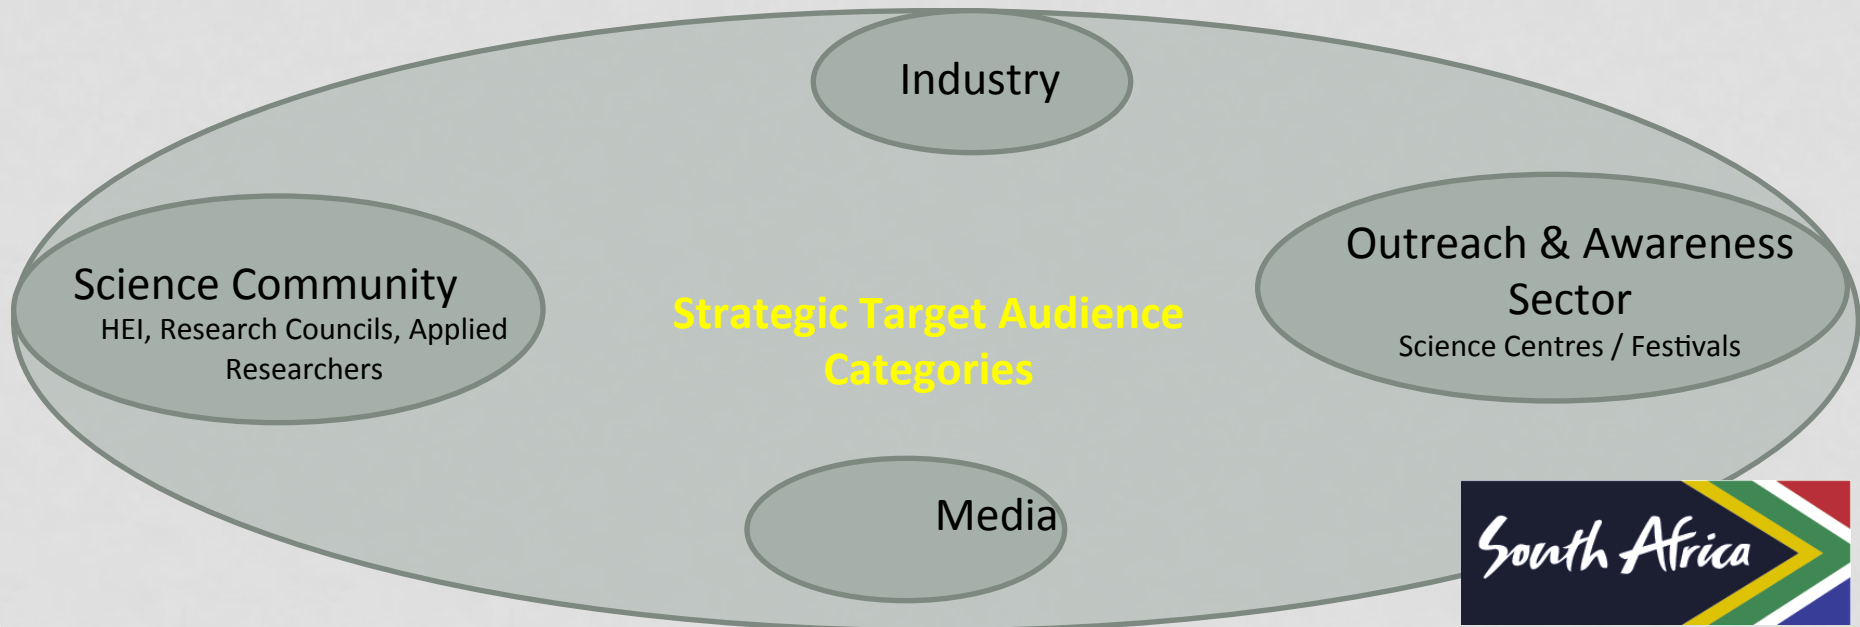 Industry
Science Community
HEI, Research Councils, Applied
Researchers
Strategic Target Audience
Categories
Outreach & Awareness
Sector
Science Centres / Festivals
Media
South Africa